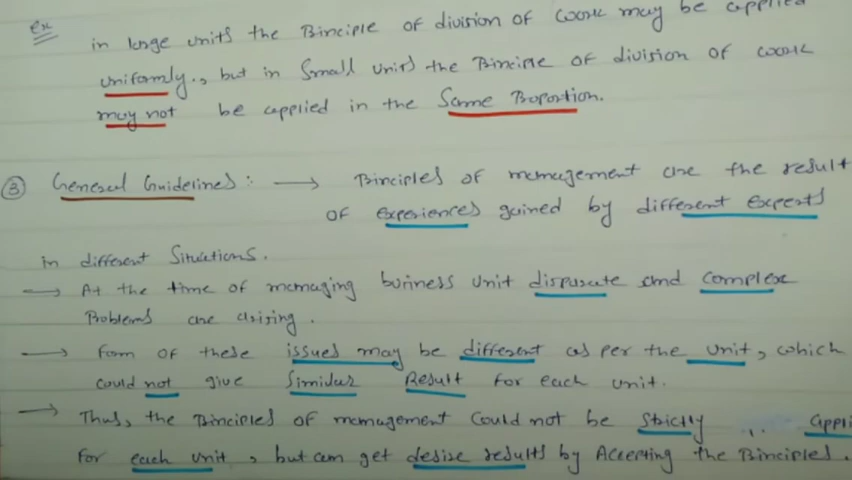 Ex
in large units the Principle of division of work may be applied
uniformly., but in small units the Principle of division of work
may not be applied in the Same Proportion.
③ General Guidelines: → Principles of management are the result
of experiences gained by different experts
in different Situations.
→ At the time of managing business unit disparate and complex
Problems are arising.
→ form of these issues may be different as per the unit, which
could not give Similar Result for each unit.
→ Thus, the Principles of management could not be Strictly
for each unit, but can get desire results by Accepting the Principles.